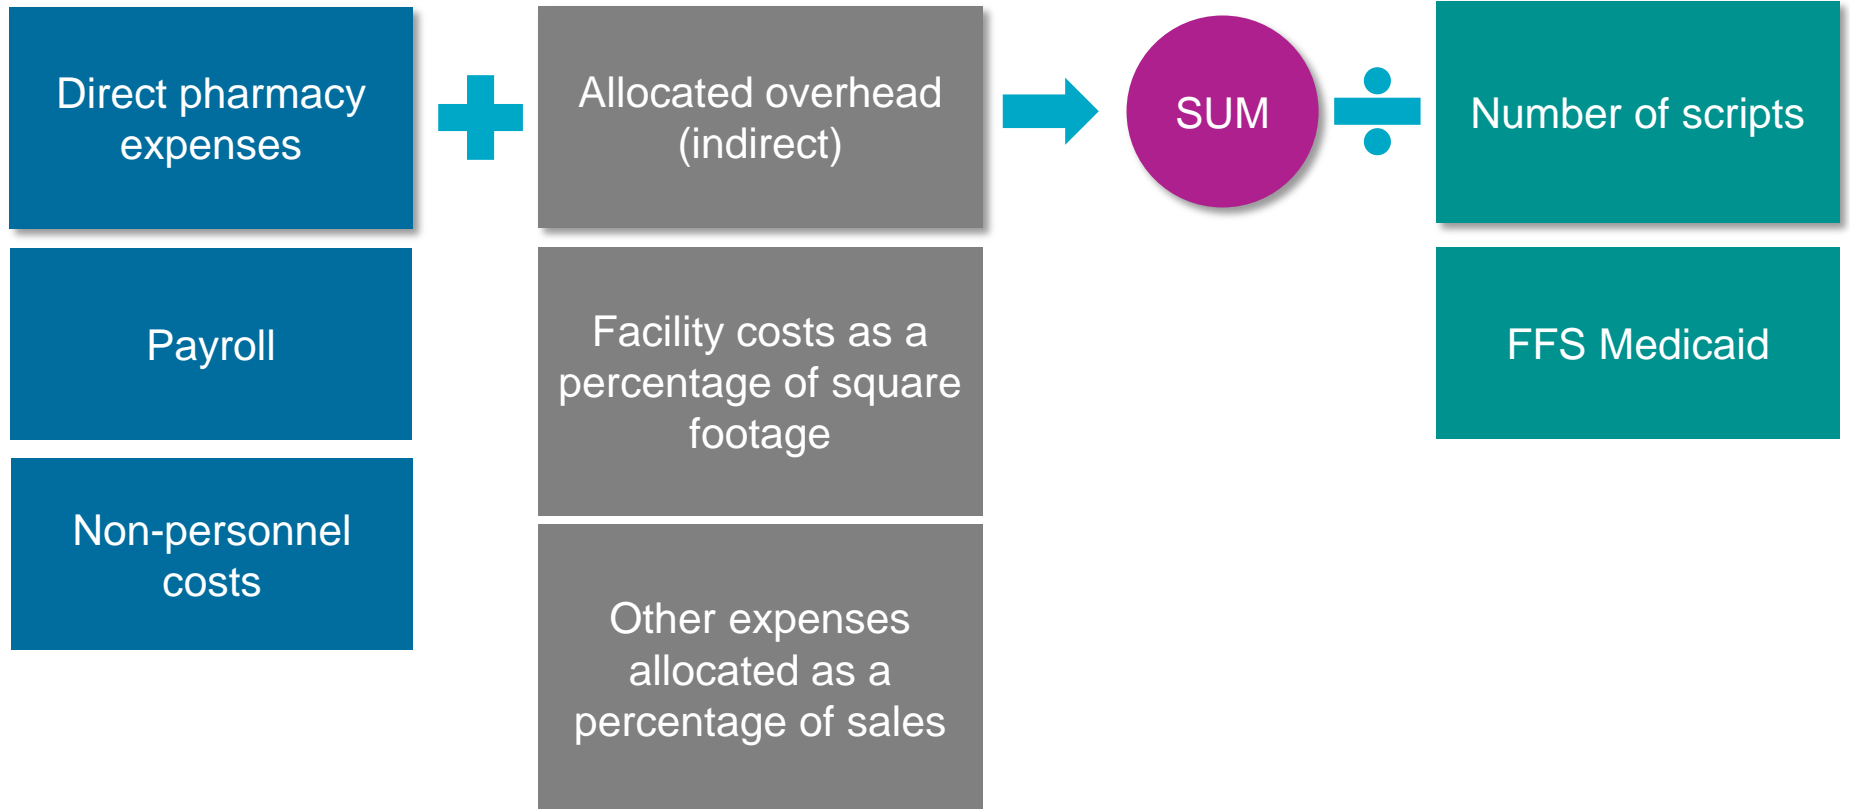 Direct pharmacy
expenses
Allocated overhead
(indirect)
SUM
Number of scripts
Payroll
Non-personnel
costs
Facility costs as a
percentage of square
footage
Other expenses
allocated as a
percentage of sales
FFS Medicaid